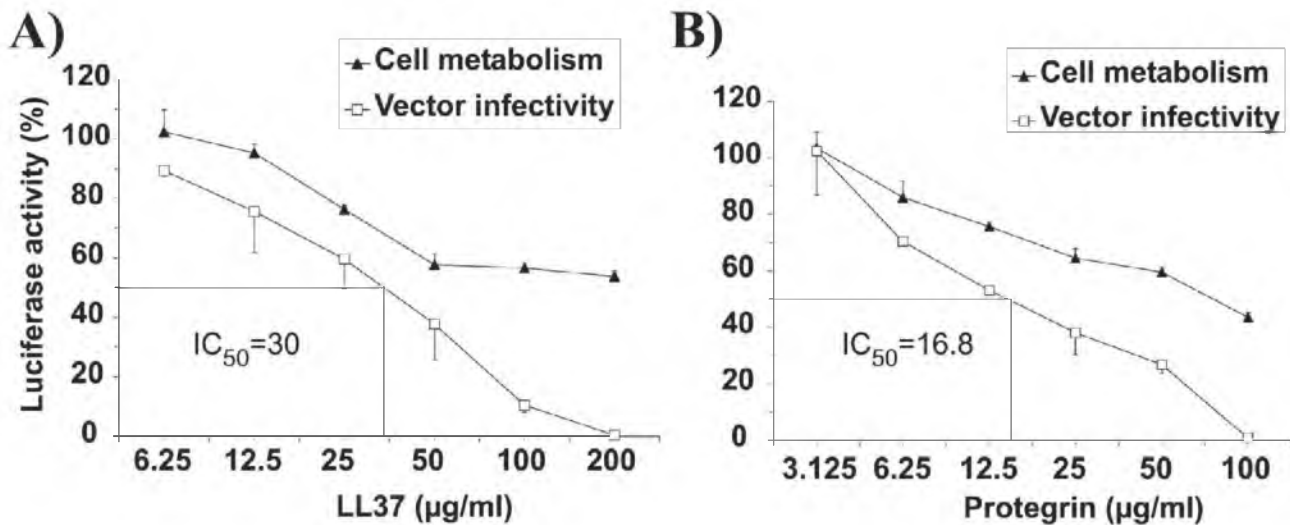 A)
Cell metabolism
Vector infectivity
Luciferase activity (%)
120
100
80
60
40
20
0
IC50=30
6.25 12.5 25 50 100 200
LL37 (µg/ml)
B)
Cell metabolism
Vector infectivity
120
100
80
60
40
20
0
IC50=16.8
3.125 6.25 12.5 25 50 100
Protegrin (µg/ml)